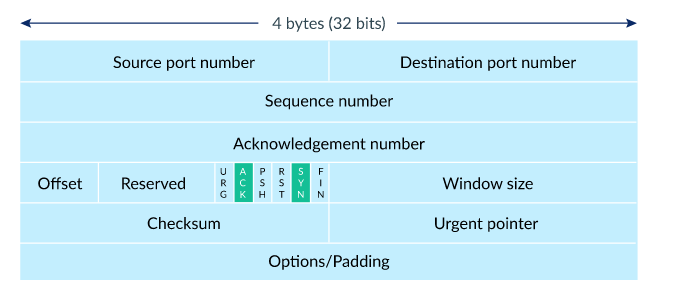 4 bytes (32 bits)
Source port number Destination port number
Sequence number
Acknowledgement number
Offset Reserved URG ACK PSH RST SYN FIN Window size
Checksum Urgent pointer
Options/Padding